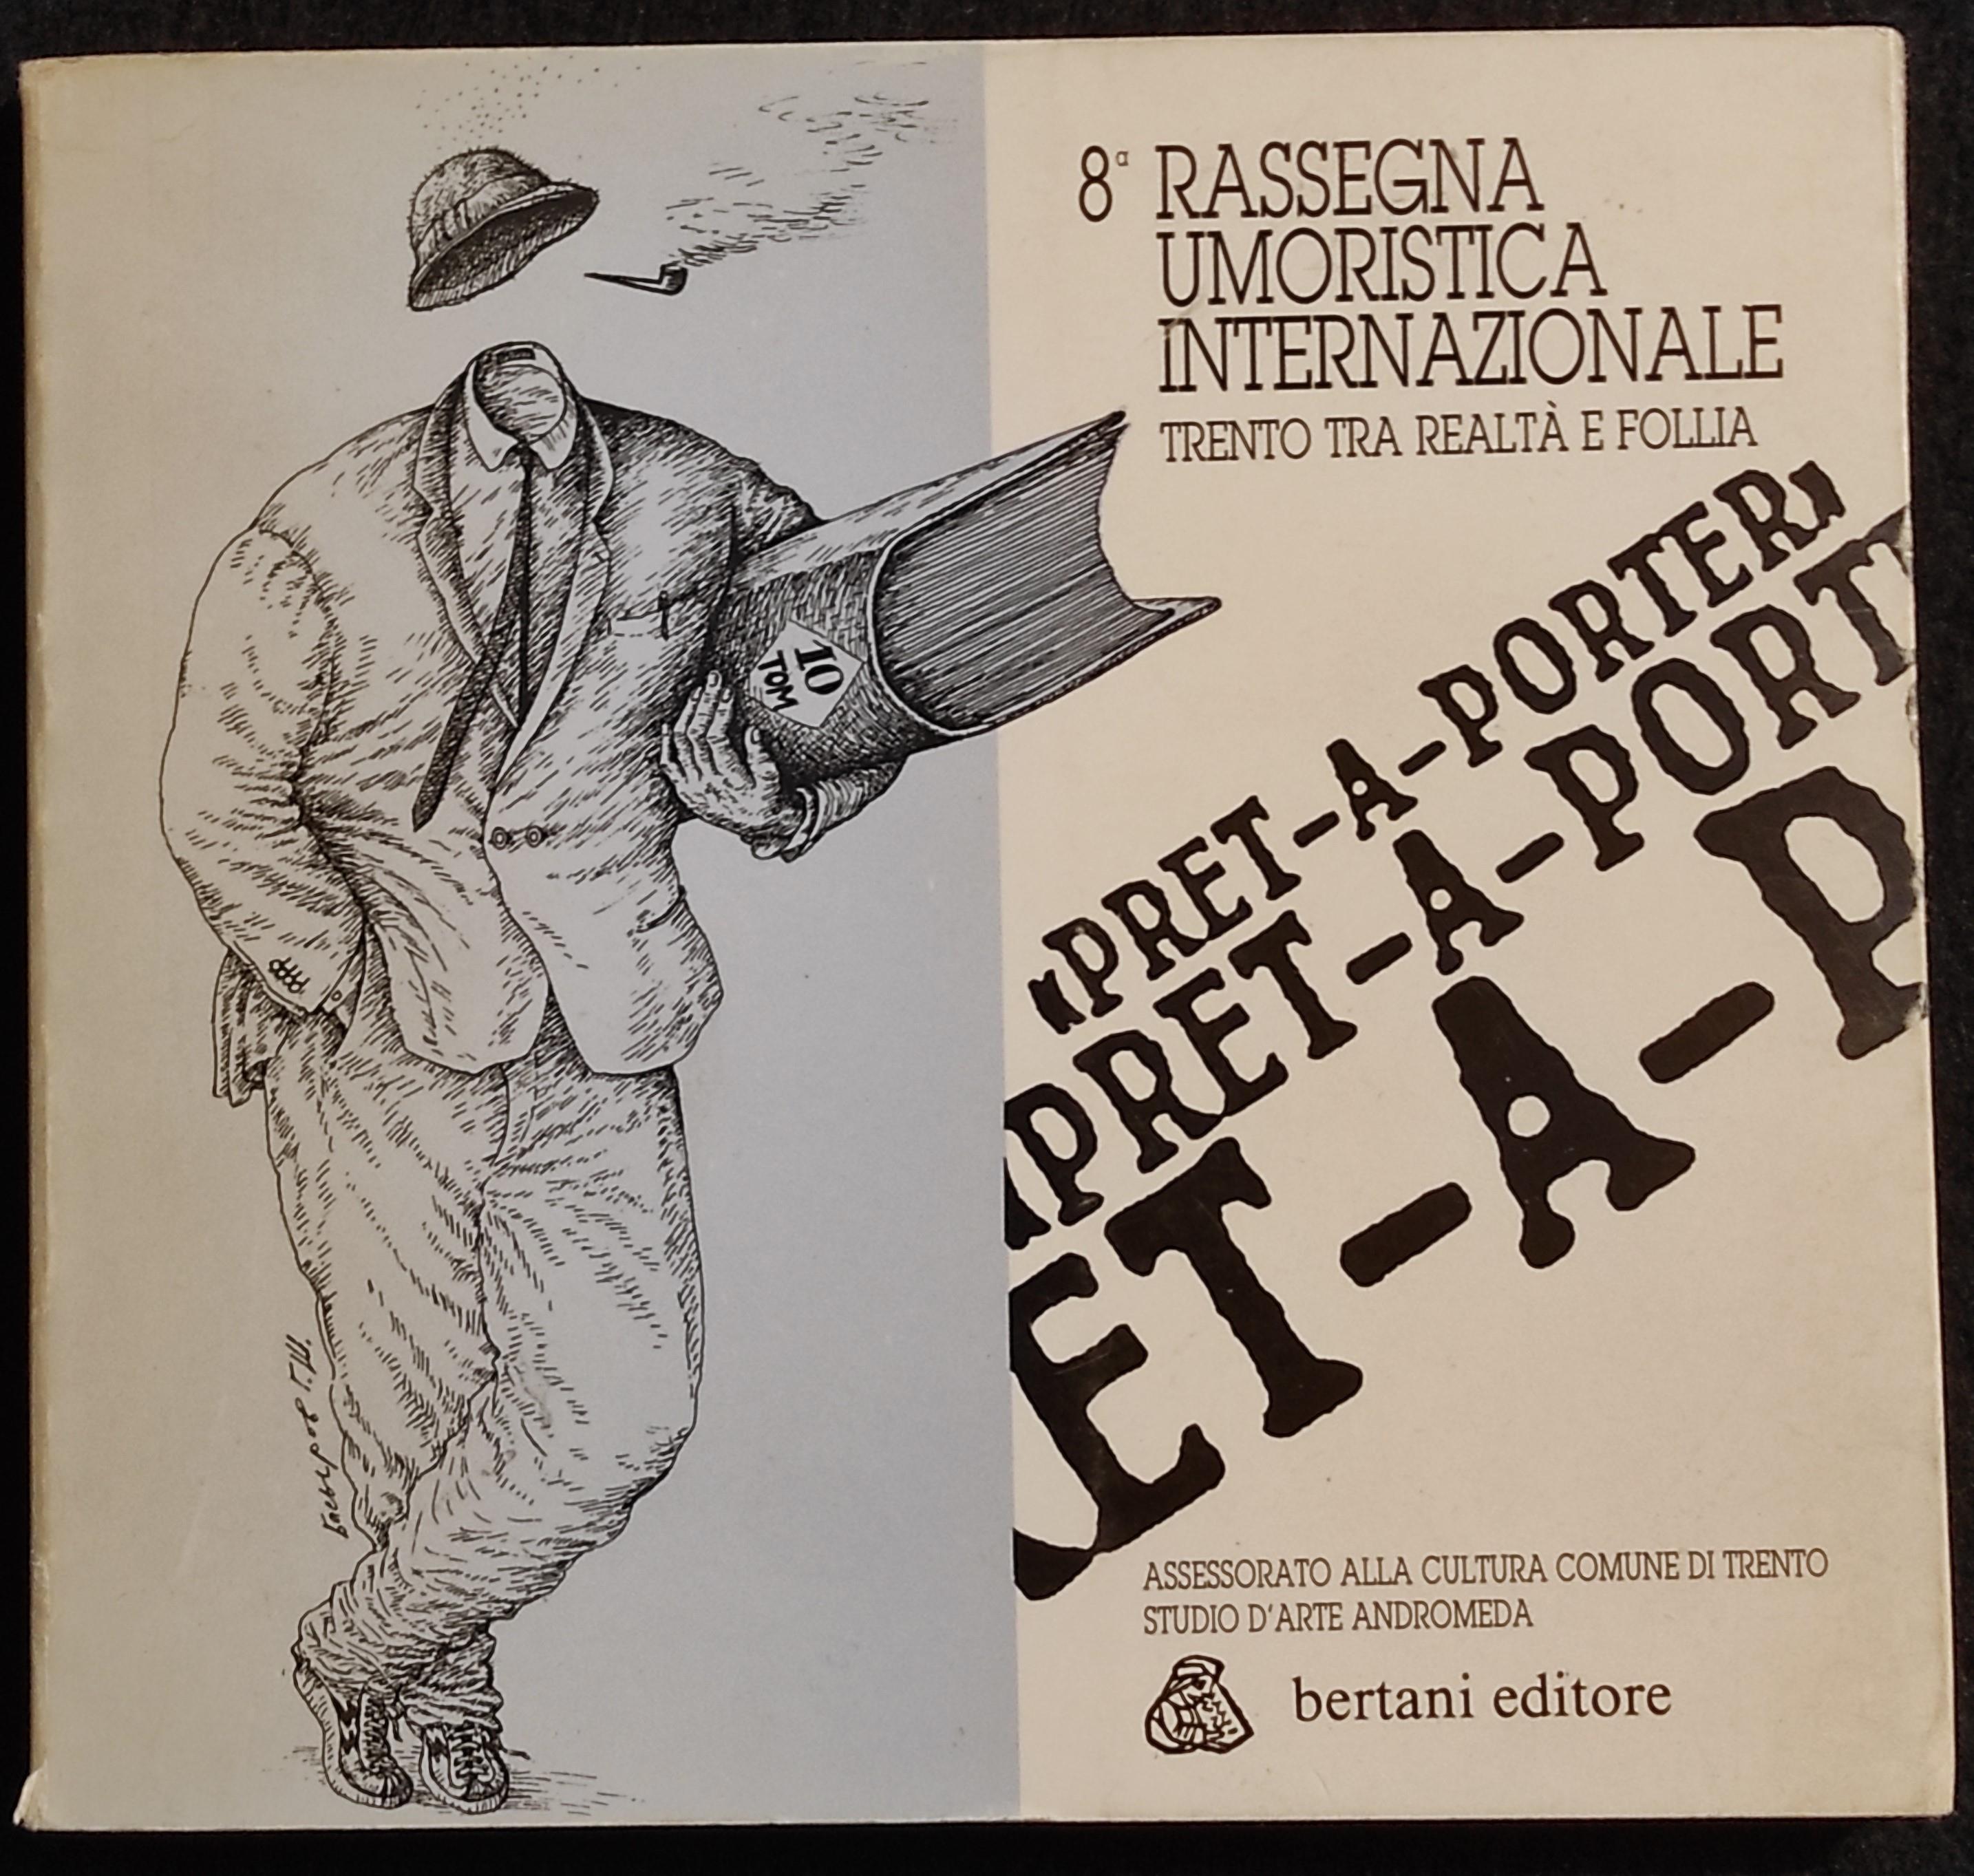 8ª RASSEGNA
UMORISTICA
INTERNAZIONALE
TRENTO TRA REALTÀ E FOLLIA
«PRET-A-PORTER»
«PRET-A-PORT
ET-A-P
10
TOM
Г.Ш.
ASSESSORATO ALLA CULTURA COMUNE DI TRENTO
STUDIO D'ARTE ANDROMEDA
bertani editore